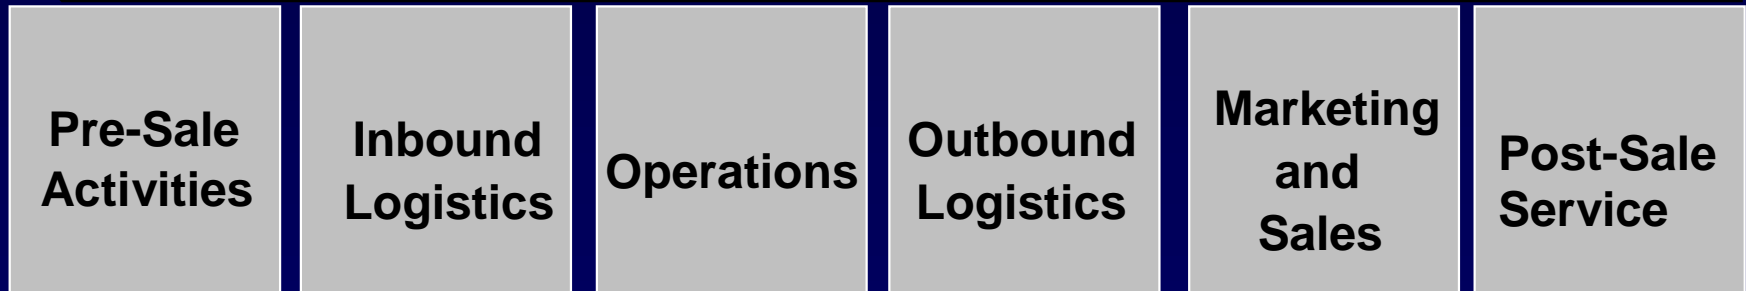 Pre-Sale
Activities
Inbound
Logistics
Operations
Outbound
Logistics
Marketing
and
Sales
Post-Sale
Service